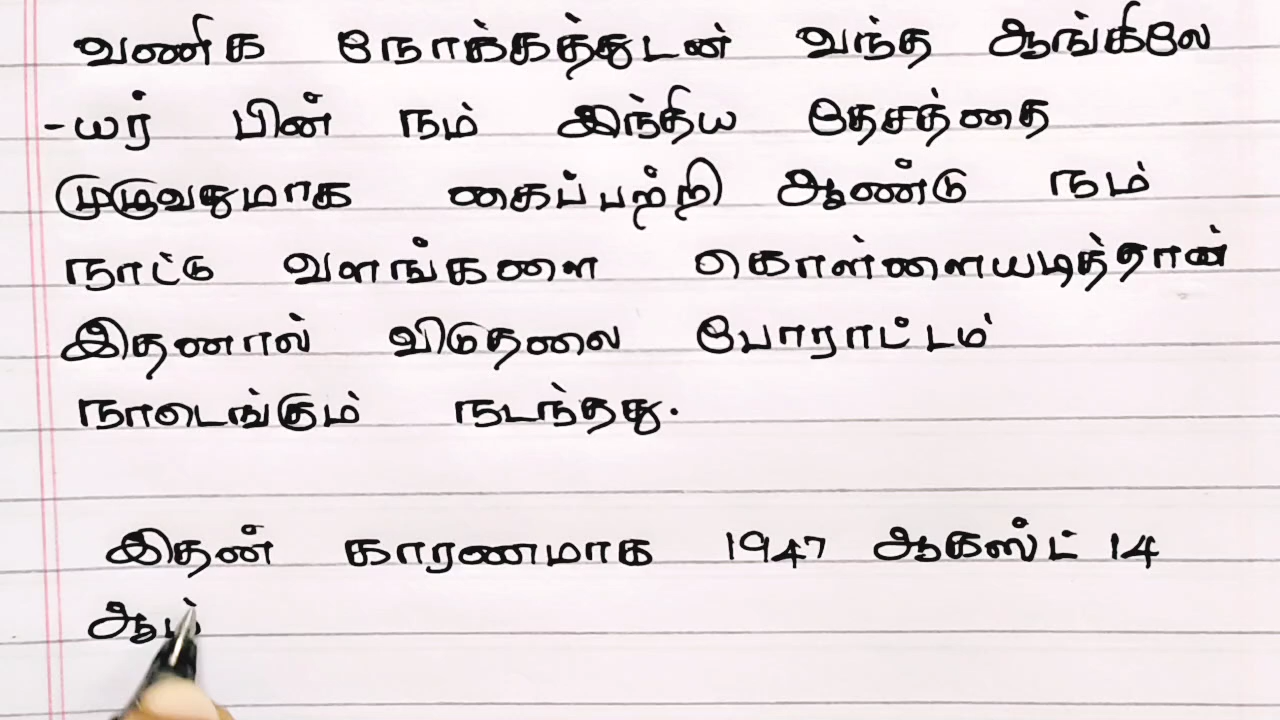 வணிக நோக்கத்துடன் வந்த ஆங்கிலே
-யர் பின் நம் இந்திய தேசத்தை
முழுவதுமாக கைப்பற்றி ஆண்டு நம்
நாட்டு வளங்களை கொள்ளையடித்தான்
இதனால் விடுதலை போராட்டம்
நாடெங்கும் நடந்தது.
இதன் காரணமாக 1947 ஆகஸ்ட் 14
ஆம்